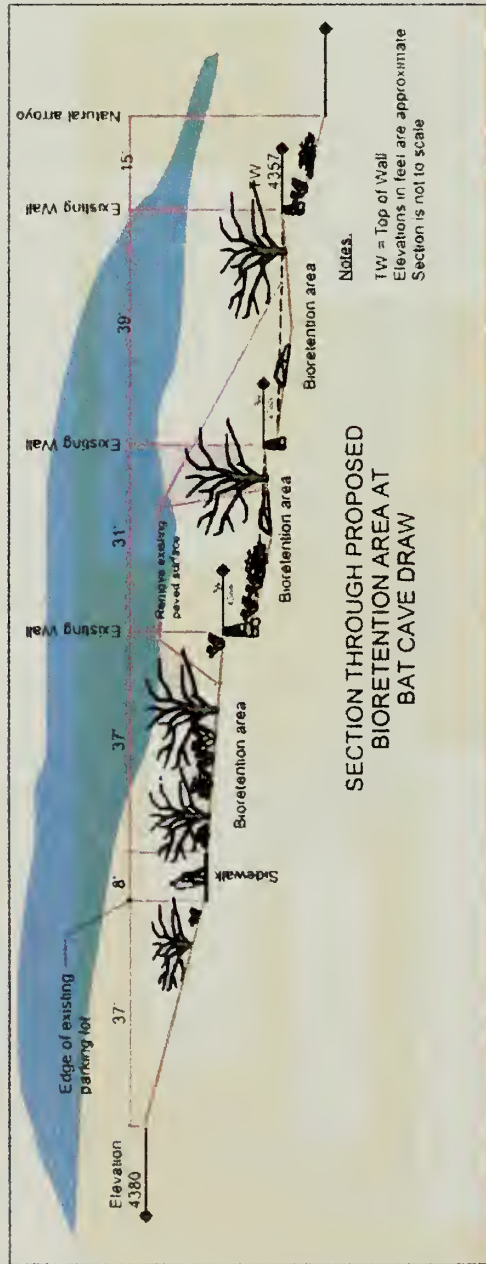 Natural arroyo
15'
Existing Wall
39'
Existing Wall
31'
Existing Wall
37'
8'
Edge of existing
parking lot
37'
Elevation
4380
Remove existing
paved surface
TW
4357
TW
TW
Sidewalk
Bioretention area
Bioretention area
Bioretention area
Notes.
TW = Top of Wall
Elevations in feet are approximate
Section is not to scale
SECTION THROUGH PROPOSED
BIORETENTION AREA AT
BAT CAVE DRAW